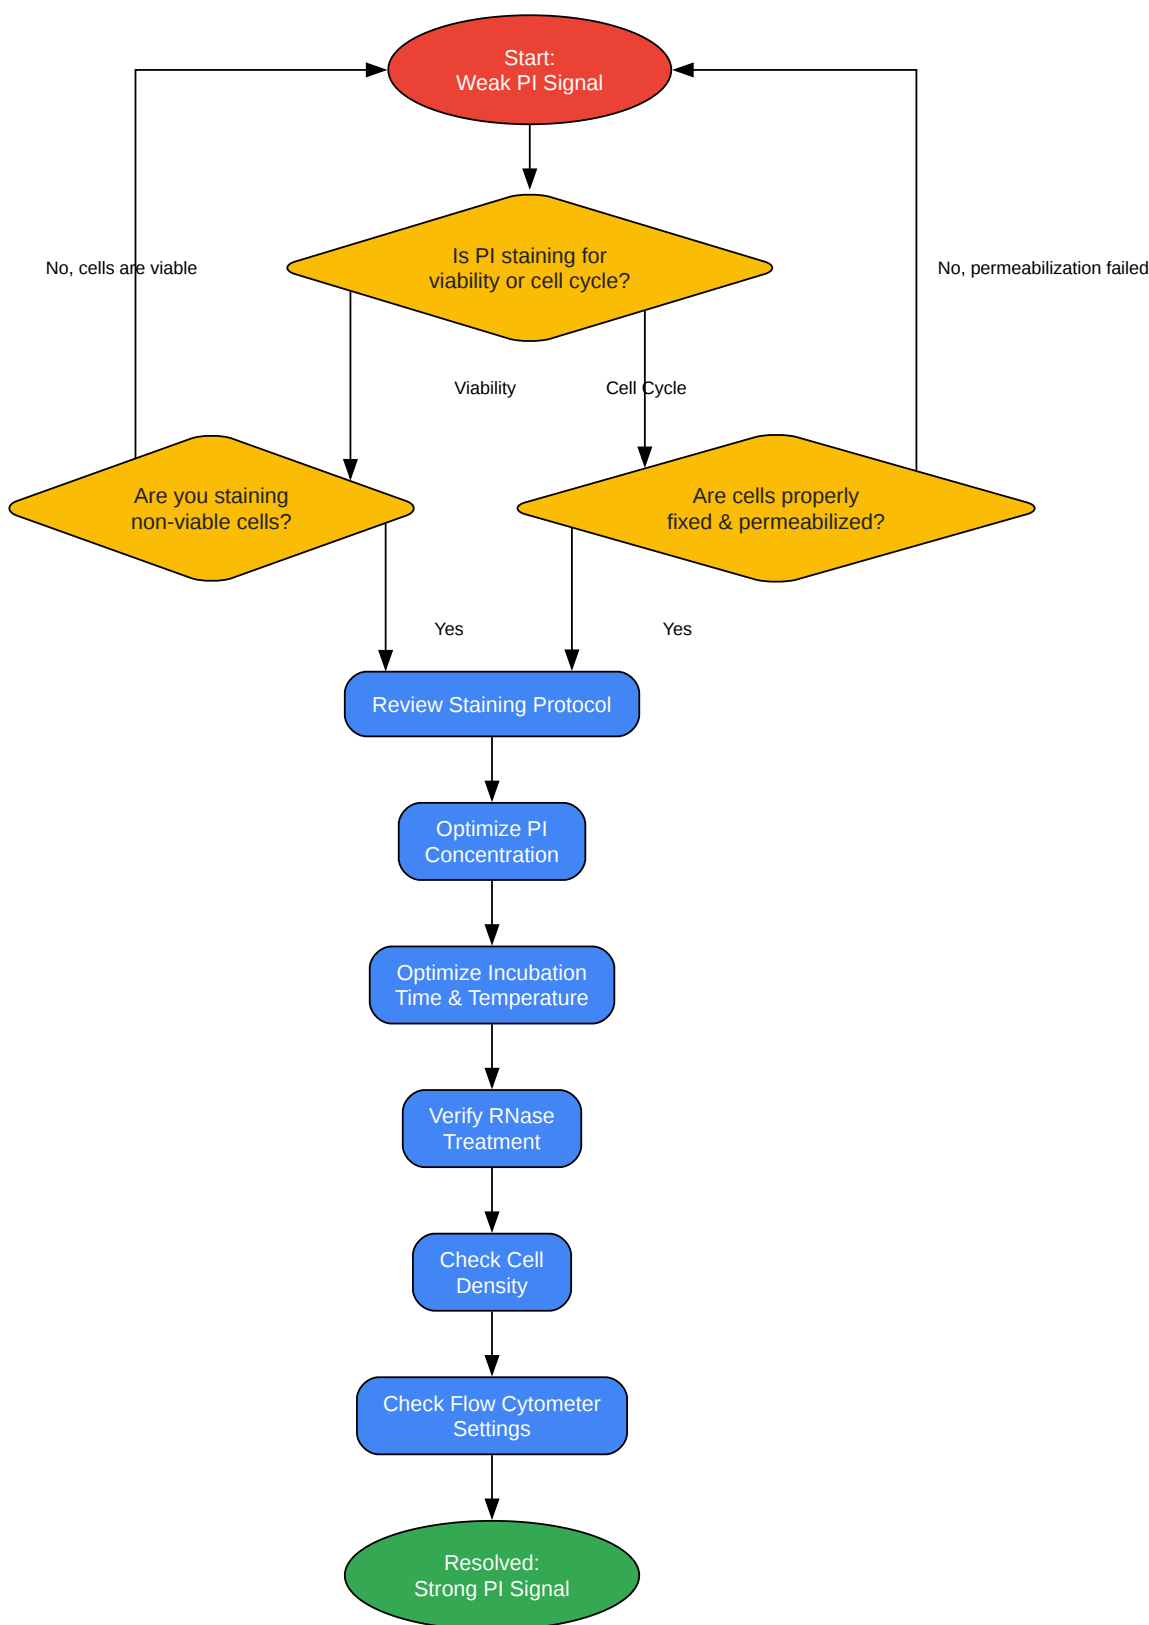 Start:
Weak PI Signal
Is PI staining for
viability or cell cycle?
No, cells are viable
No, permeabilization failed
Viability
Cell Cycle
Are you staining
non-viable cells?
Are cells properly
fixed & permeabilized?
Yes
Yes
Review Staining Protocol
Optimize PI
Concentration
Optimize Incubation
Time & Temperature
Verify RNase
Treatment
Check Cell
Density
Check Flow Cytometer
Settings
Resolved:
Strong PI Signal